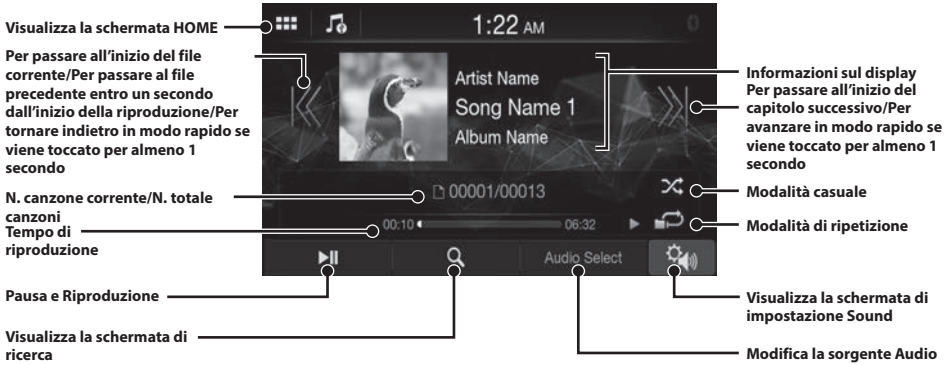 Visualizza la schermata HOME
Per passare all'inizio del file
corrente/Per passare al file
precedente entro un secondo
dall'inizio della riproduzione/Per
tornare indietro in modo rapido se
viene toccato per almeno 1
secondo
N. canzone corrente/N. totale
canzoni
Tempo di
riproduzione
Pausa e Riproduzione
Visualizza la schermata di
ricerca
1:22 AM
Artist Name
Song Name 1
Album Name
00001/00013
00:10
06:32
Audio Select
Informazioni sul display
Per passare all'inizio del
capitolo successivo/Per
avanzare in modo rapido se
viene toccato per almeno 1
secondo
Modalità casuale
Modalità di ripetizione
Visualizza la schermata di
impostazione Sound
Modifica la sorgente Audio